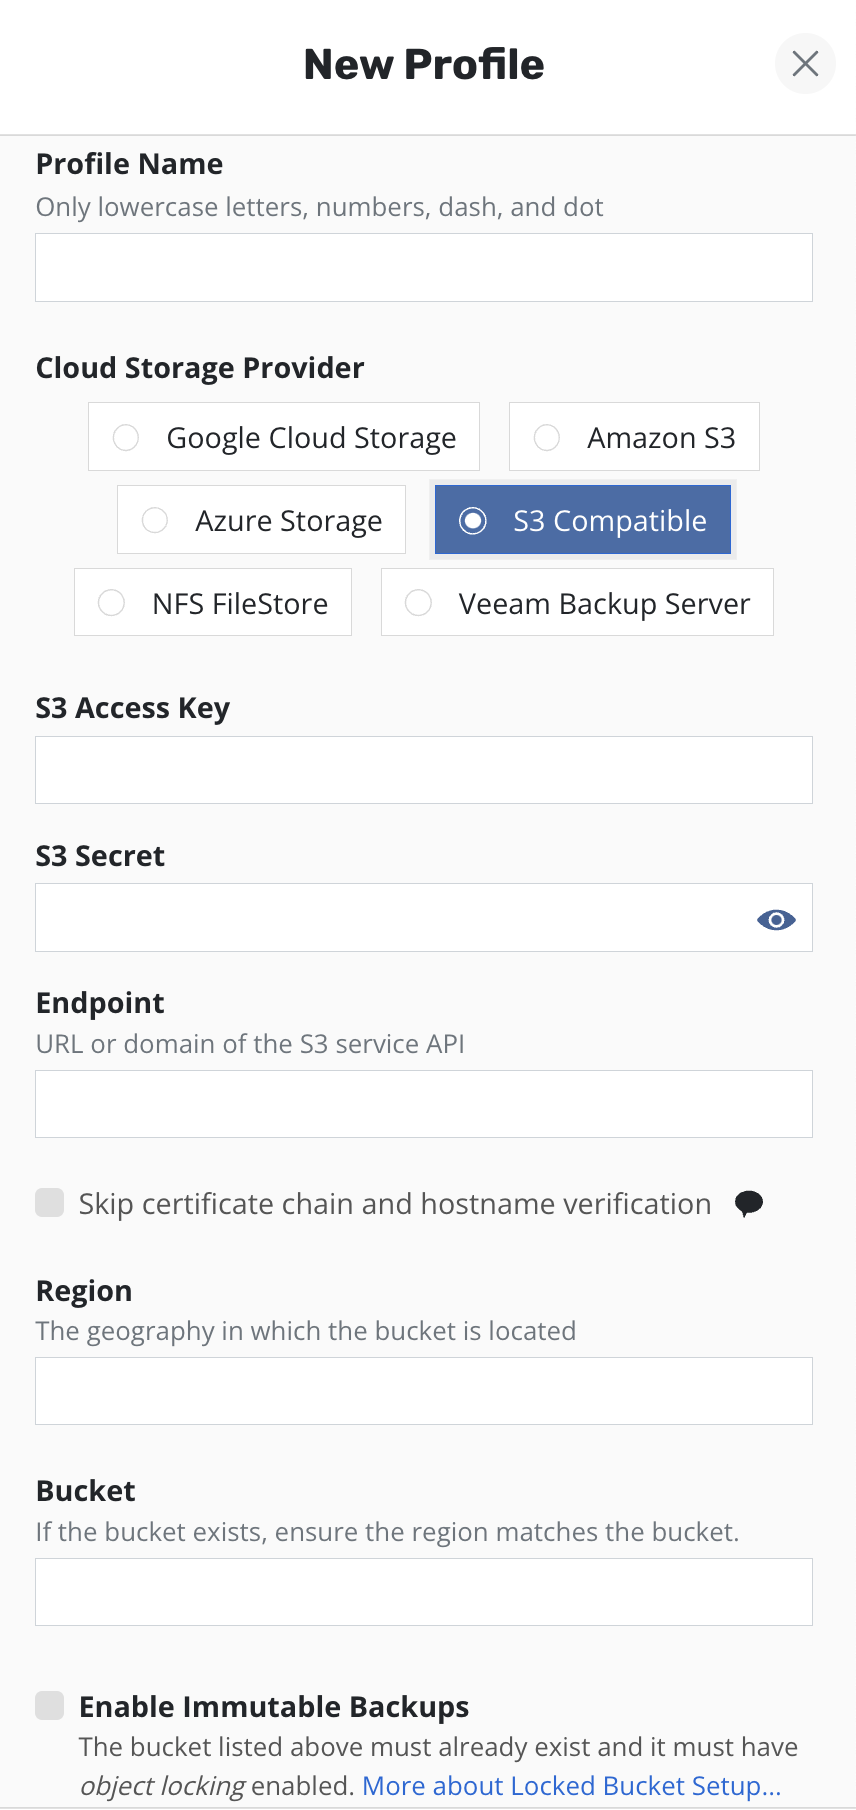 New Profile
Profile Name
Only lowercase letters, numbers, dash, and dot
Cloud Storage Provider
Google Cloud Storage
Amazon S3
Azure Storage
S3 Compatible
NFS FileStore
Veeam Backup Server
S3 Access Key
S3 Secret
Endpoint
URL or domain of the S3 service API
Skip certificate chain and hostname verification
Region
The geography in which the bucket is located
Bucket
If the bucket exists, ensure the region matches the bucket.
Enable Immutable Backups
The bucket listed above must already exist and it must have
object locking enabled. More about Locked Bucket Setup...